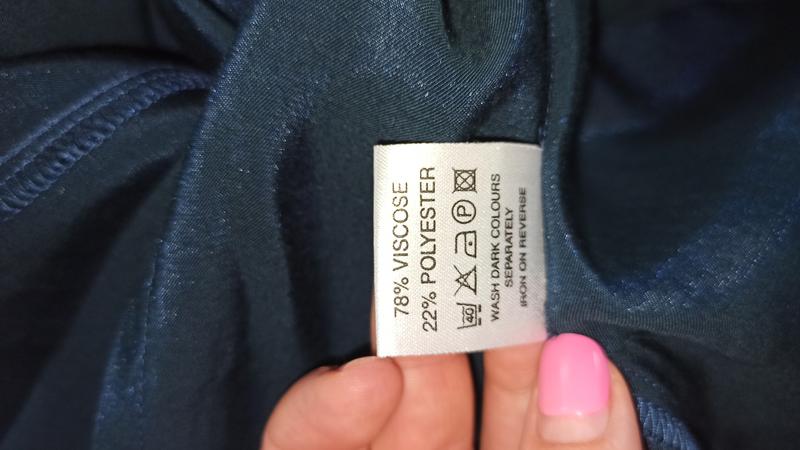 78% VISCOSE
22% POLYESTER
40 P
WASH DARK COLOURS
SEPARATELY
IRON ON REVERSE